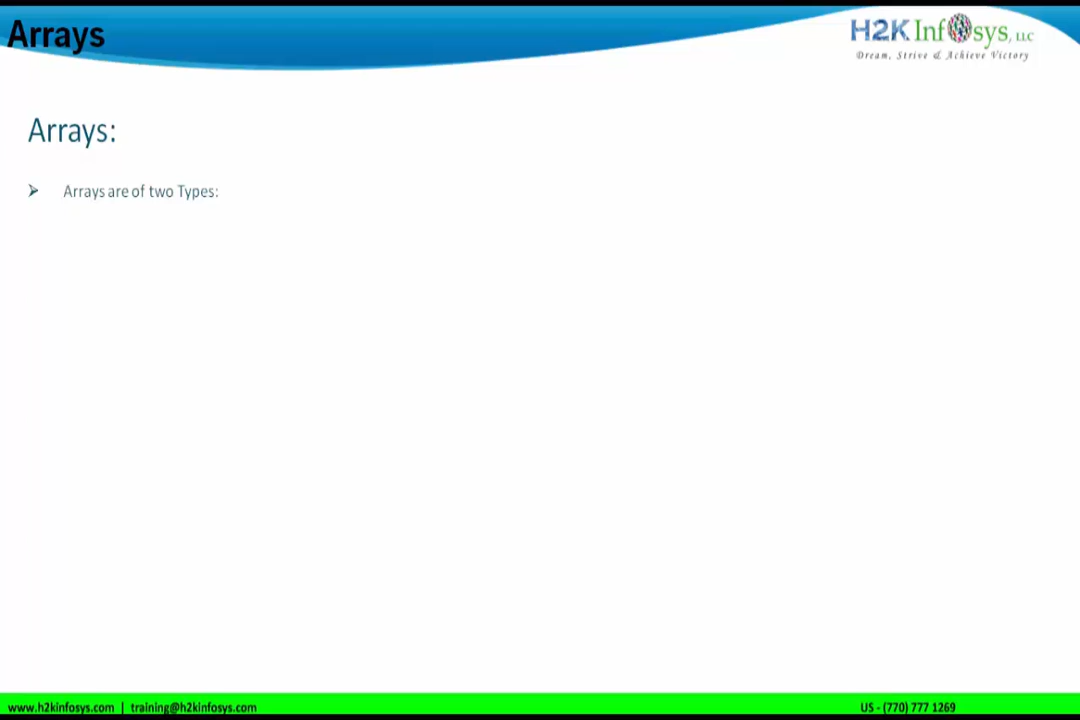 Arrays
H2K Infosys, LLC
Dream, Strive & Achieve Victory
Arrays:
➢ Arrays are of two Types:
www.h2kinfosys.com | training@h2kinfosys.com
US - (770) 777 1269